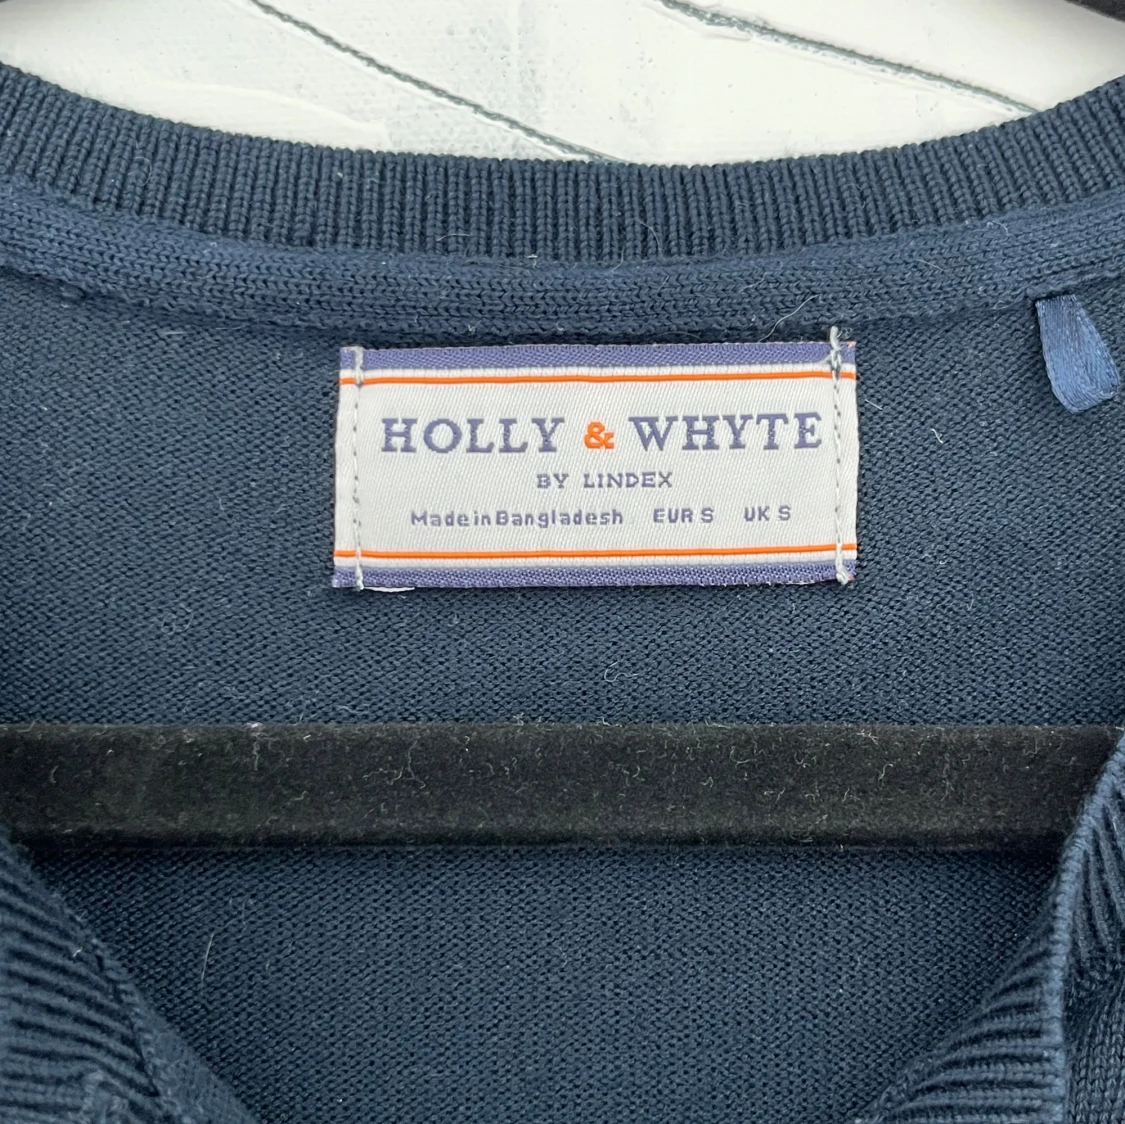 HOLLY & WHYTE
BY LINDEX
Made in Bangladesh EUR S UK S